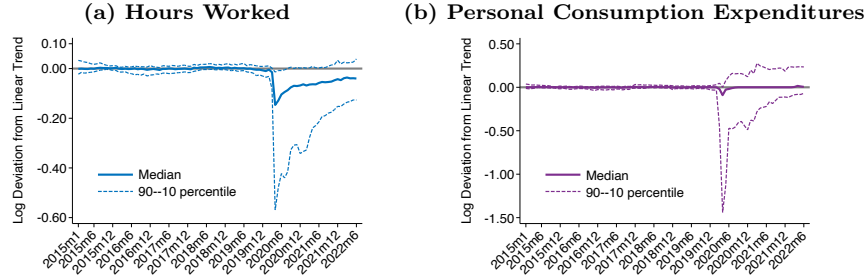 (a) Hours Worked
Log Deviation from Linear Trend
0.10
0.00
-0.20
-0.40
-0.60
Median
90--10 percentile
2015m1
2015m6
2015m12
2016m6
2016m12
2017m6
2017m12
2018m6
2018m12
2019m6
2019m12
2020m6
2020m12
2021m6
2021m12
2022m6
(b) Personal Consumption Expenditures
Log Deviation from Linear Trend
0.50
0.00
-0.50
-1.00
-1.50
Median
90--10 percentile
2015m1
2015m6
2015m12
2016m6
2016m12
2017m6
2017m12
2018m6
2018m12
2019m6
2019m12
2020m6
2020m12
2021m6
2021m12
2022m6